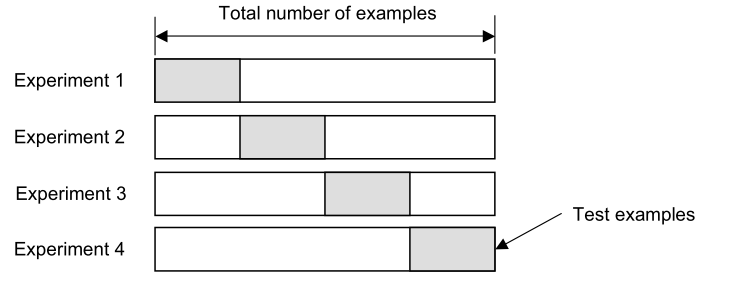 Total number of examples
Experiment 1
Experiment 2
Experiment 3
Test examples
Experiment 4